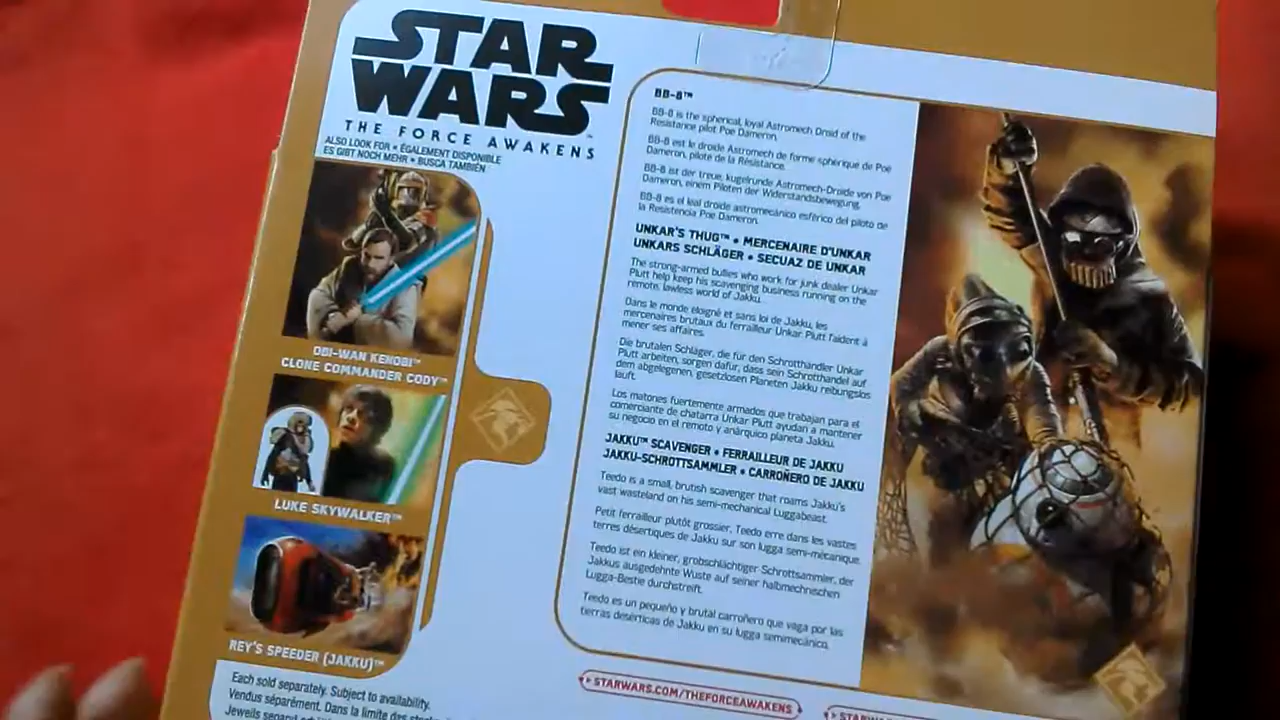 STAR
WARS
THE FORCE AWAKENS
ALSO LOOK FOR • ÉGALEMENT DISPONIBLE
ES GIBT NOCH MEHR • BUSCA TAMBIÉN
OBI-WAN KENOBI™
CLONE COMMANDER CODY™
LUKE SKYWALKER™
REY'S SPEEDER (JAKKU)™
Each sold separately. Subject to availability.
Vendus séparément. Dans la limite des
BB-8™
BB-8 is the spherical, loyal Astromech Droid of the
Resistance pilot Poe Dameron.
BB-8 est le droide Astromech de forme sphérique de Poe
Dameron, pilote de la Résistance.
BB-8 ist der treue, kugelrunde Astromech-Droide von Poe
Dameron, einem Piloten der Widerstandsbewegung.
BB-8 es el leal droide astromecánico esférico del piloto de
la Resistencia Poe Dameron.
UNKAR'S THUG™ • MERCENAIRE D'UNKAR
UNKARS SCHLÄGER • SECUAZ DE UNKAR
The strong-armed bullies who work for junk dealer Unkar
Plutt help keep his scavenging business running on the
remote, lawless world of Jakku.
Dans le monde éloigné et sans loi de Jakku, les
mercenaires brutaux du ferrailleur Unkar Plutt l'aident à
mener ses affaires.
Die brutalen Schläger, die für den Schrotthändler Unkar
Plutt arbeiten, sorgen dafür, dass sein Schrotthandel auf
dem abgelegenen, gesetzlosen Planeten Jakku reibungslos
läuft.
Los matones fuertemente armados que trabajan para el
comerciante de chatarra Unkar Plutt ayudan a mantener
su negocio en el remoto y anárquico planeta Jakku.
JAKKU™ SCAVENGER • FERRAILLEUR DE JAKKU
JAKKU-SCHROTTSAMMLER • CARROÑERO DE JAKKU
Teedo is a small, brutish scavenger that roams Jakku's
vast wasteland on his semi-mechanical Luggabeast.
Petit ferrailleur plutôt grossier, Teedo erre dans les vastes
terres désertiques de Jakku sur son lugga semi-mécanique.
Teedo ist ein kleiner, grobschlächtiger Schrottsammler, der
Jakkus ausgedehnte Wüste auf seiner halbmechnischen
Lugga-Bestie durchstreift.
Teedo es un pequeño y brutal carroñero que vaga por las
tierras desérticas de Jakku en su lugga semimecánico.
STARWARS.COM/THEFORCEAWAKENS